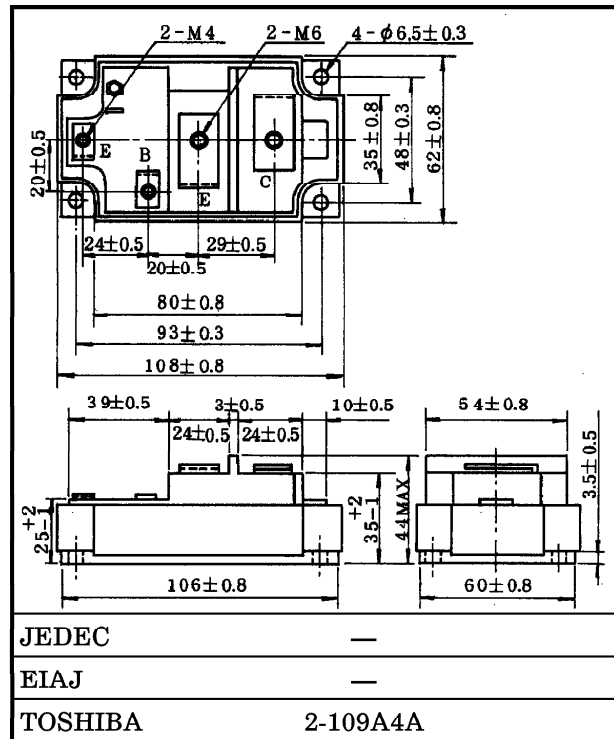 2-M4 2-M6 4-φ6.5±0.3
E B E C
20±0.5 35±0.8 48±0.3 62±0.8
24±0.5 29±0.5
20±0.5
80±0.8
93±0.3
108±0.8
39±0.5 3±0.5 10±0.5 54±0.8
24±0.5 24±0.5
25+2-1 44MAX 35+2-1 3.5±0.5
106±0.8 60±0.8
JEDEC —
EIAJ —
TOSHIBA 2-109A4A